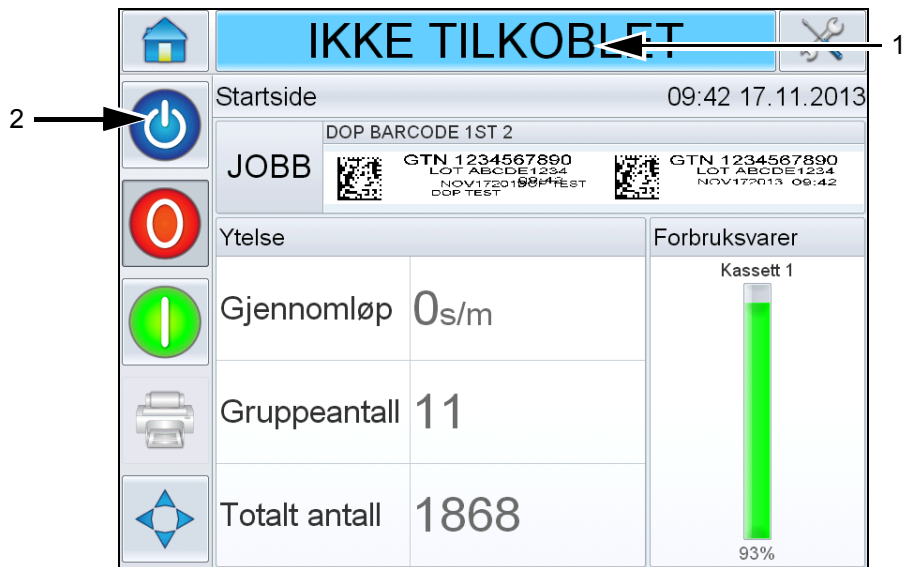 IKKE TILKOBLET
1
2
Startside
09:42 17.11.2013
JOBB
DOP BARCODE 1ST 2
GTN 1234567890
LOT ABCDE1234
DOP TEST
GTN 1234567890
LOT ABCDE1234
NOV172013 09:42
Ytelse
Forbruksvarer
Kassett 1
Gjennomløp
0s/m
Gruppeantall
11
Totalt antall
1868
93%